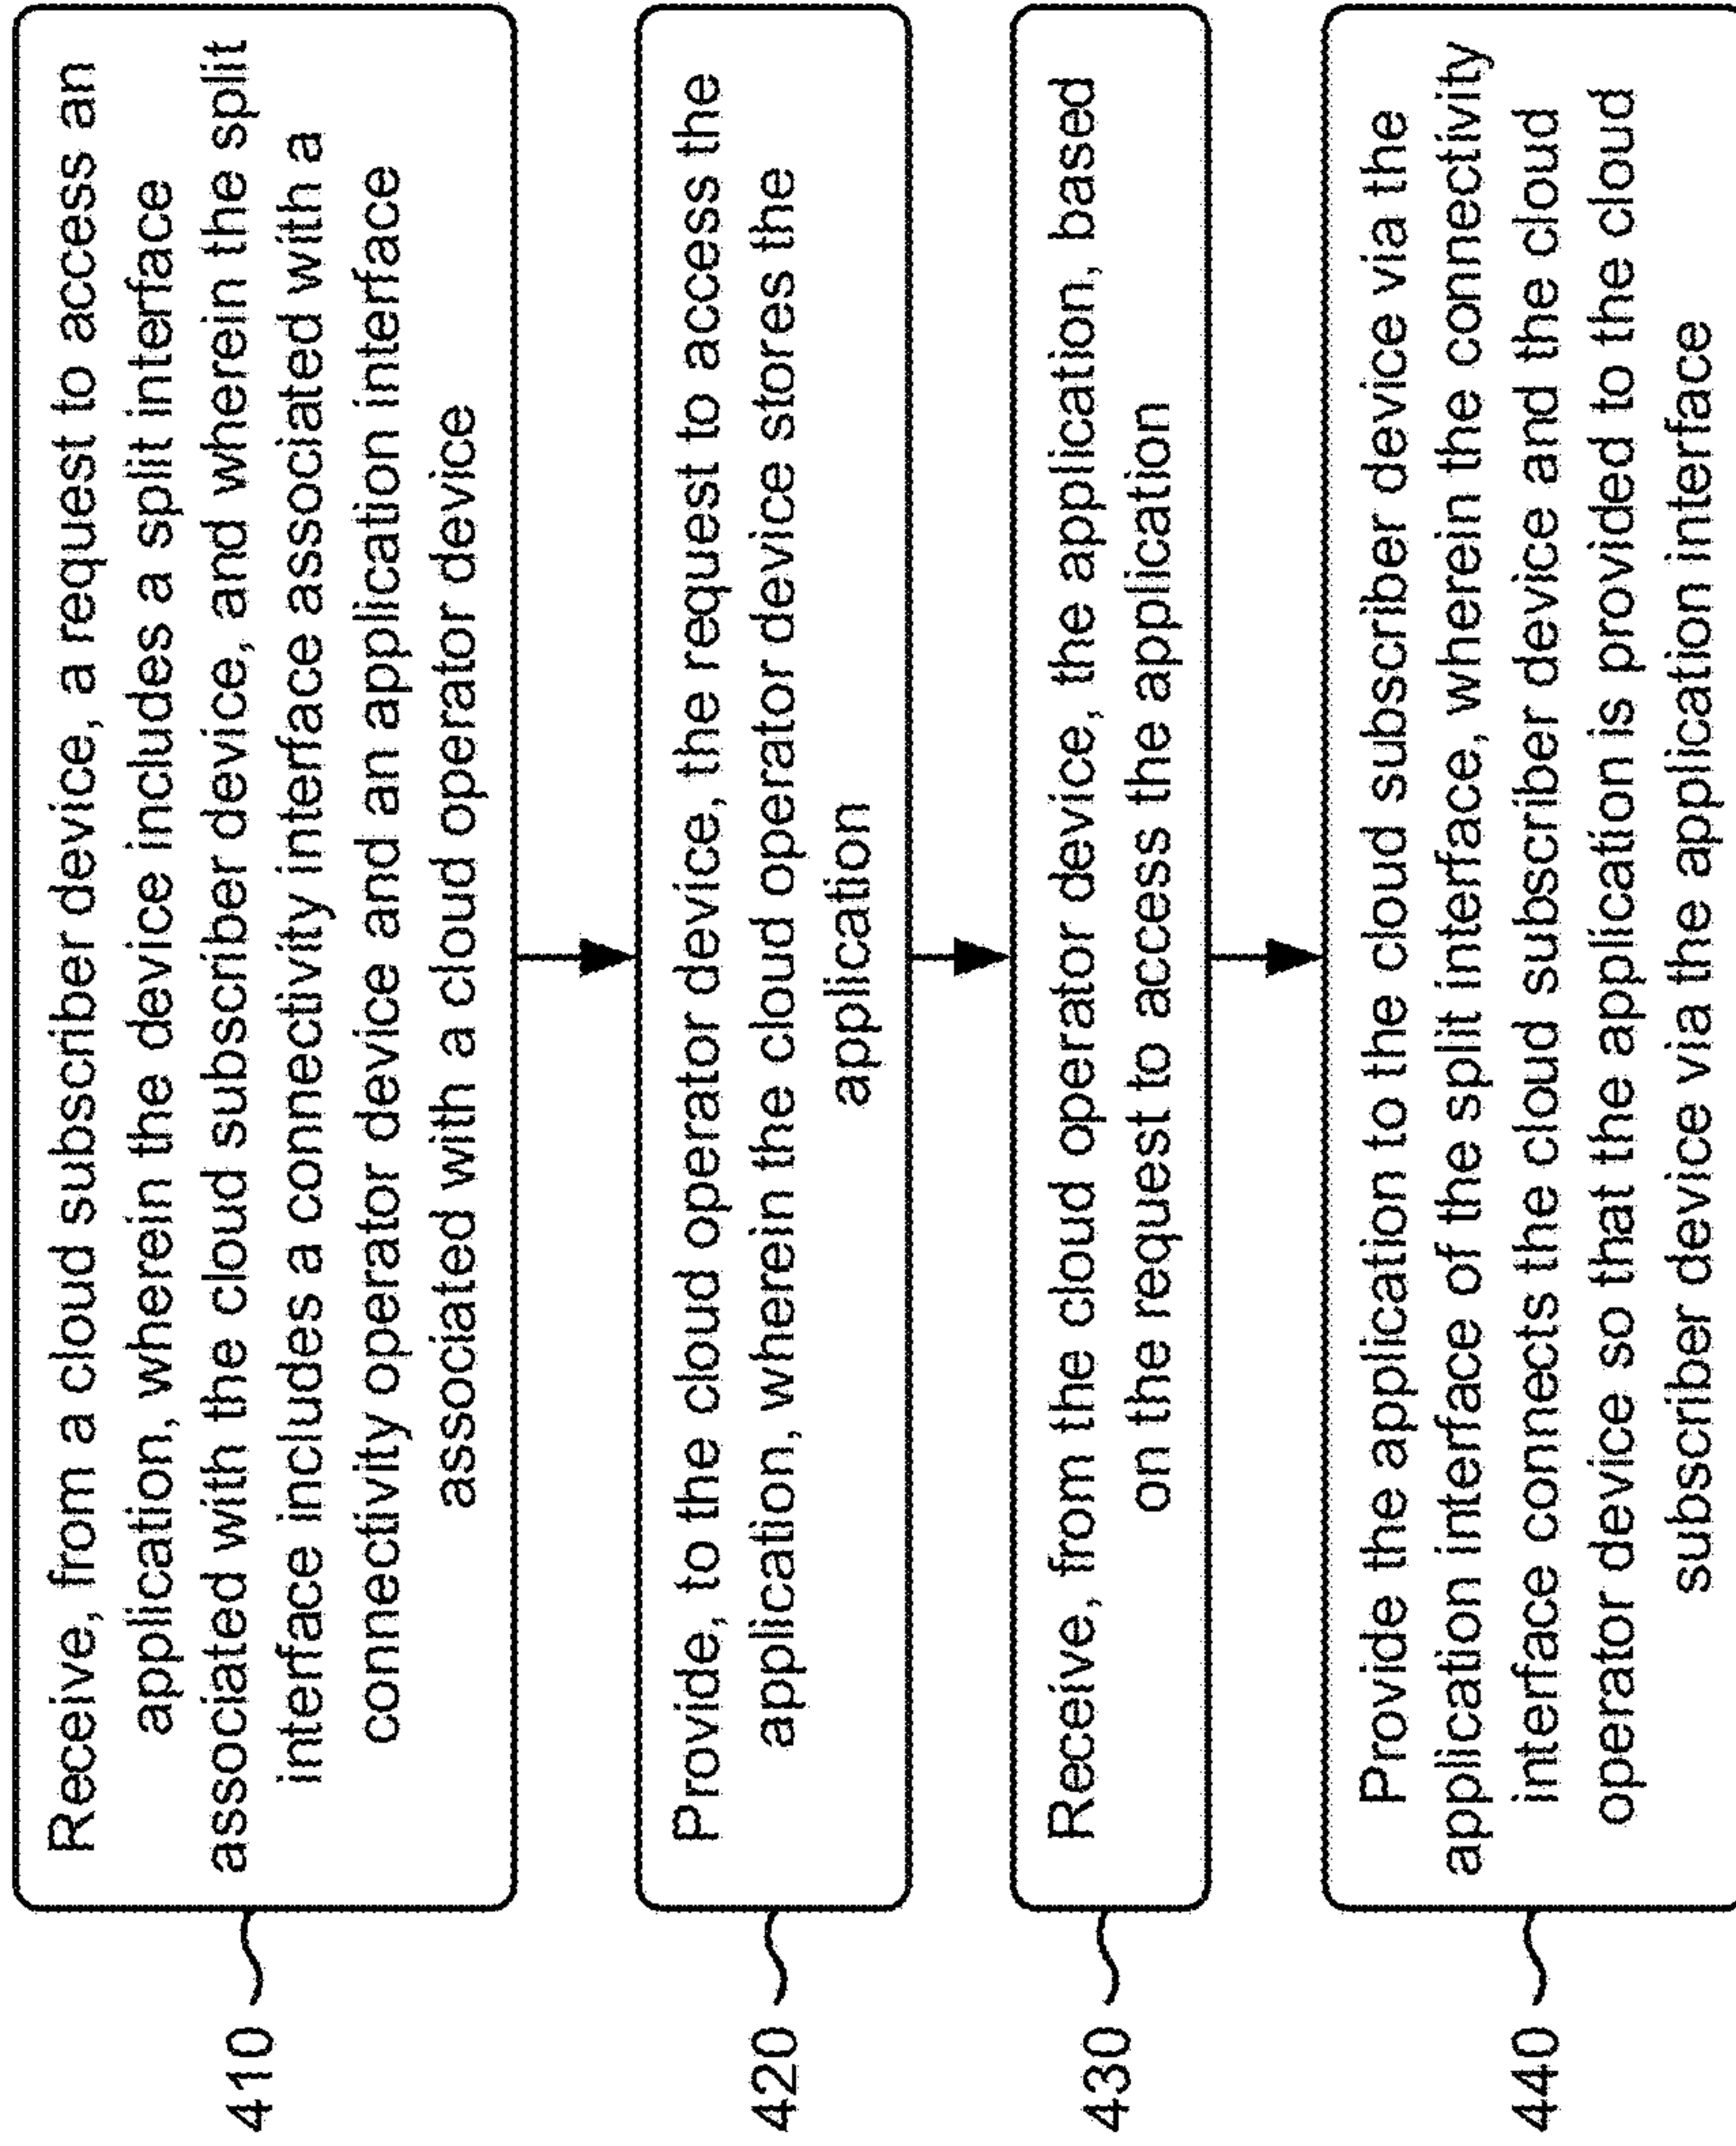 410
Receive, from a cloud subscriber device, a request to access an
application, wherein the device includes a split interface
associated with the cloud subscriber device, and wherein the split
interface includes a connectivity interface associated with a
connectivity operator device and an application interface
associated with a cloud operator device
420
Provide, to the cloud operator device, the request to access the
application, wherein the cloud operator device stores the
application
430
Receive, from the cloud operator device, the application, based
on the request to access the application
440
Provide the application to the cloud subscriber device via the
application interface of the split interface, wherein the connectivity
interface connects the cloud subscriber device and the cloud
operator device so that the application is provided to the cloud
subscriber device via the application interface